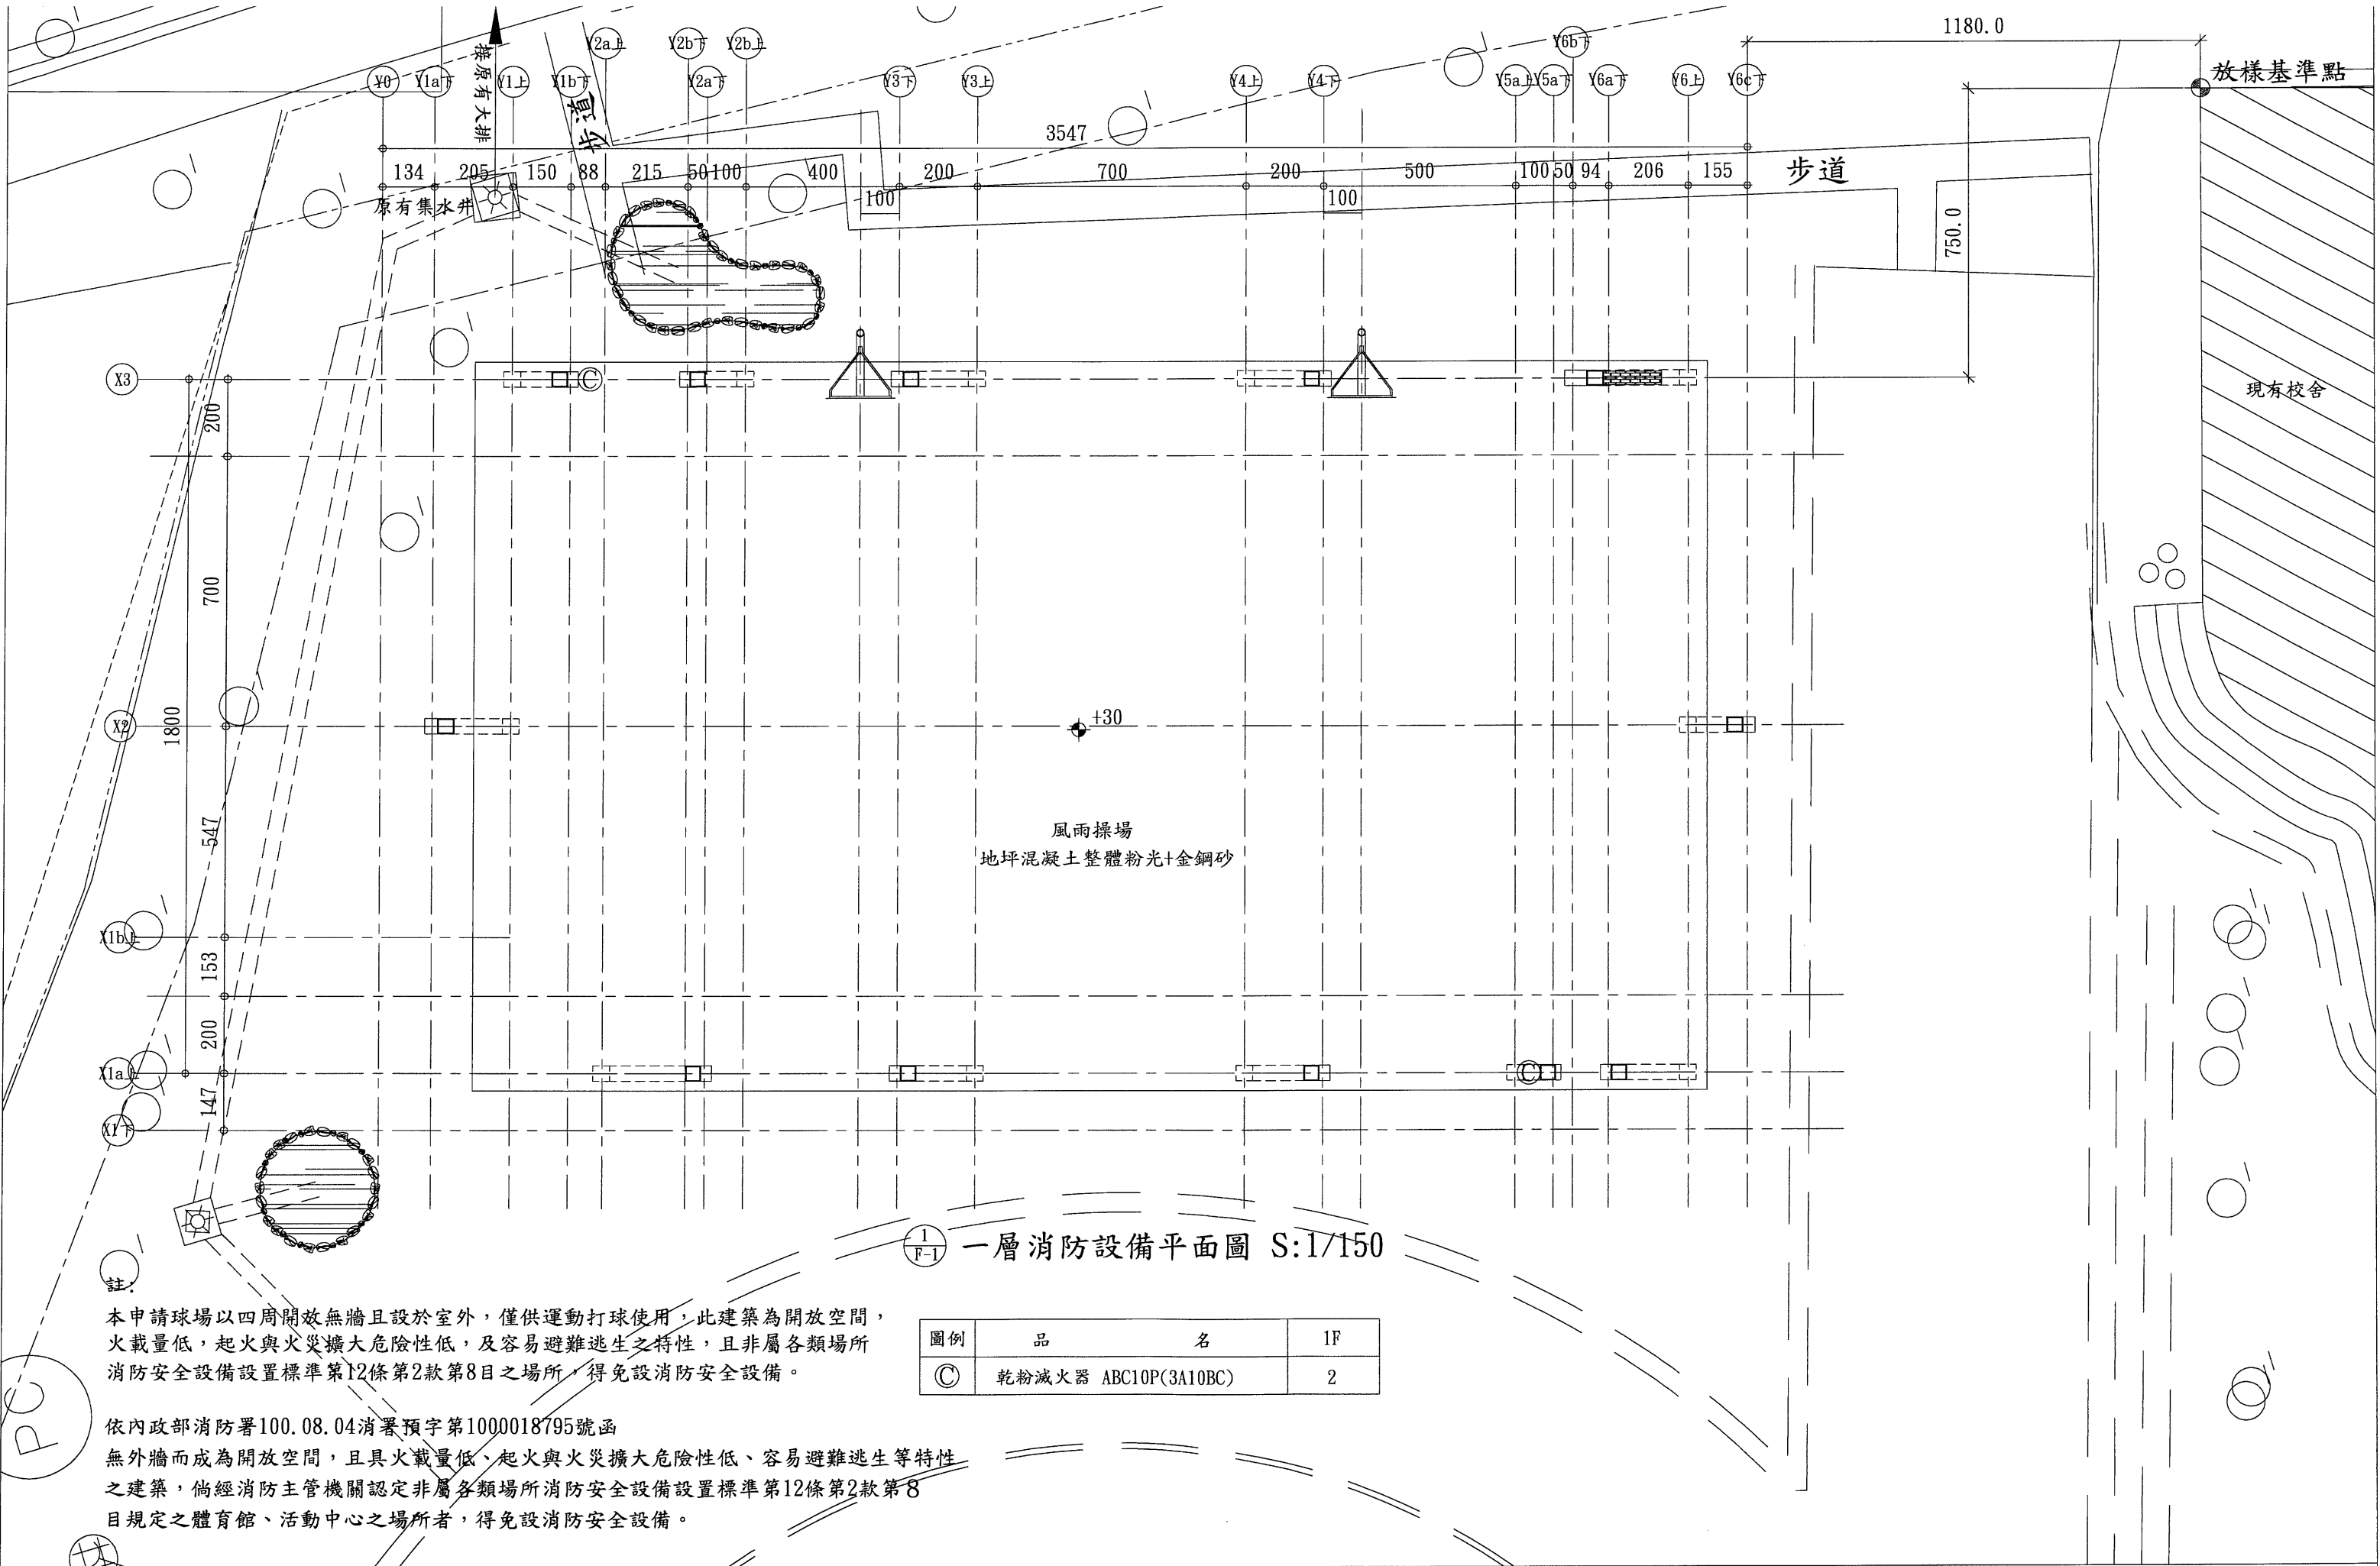 1180.0
放樣基準點
Y2a上 Y2b下 Y2b上 Y6b下
Y0 Y1a下 Y1上 Y1b下 Y2a下 Y3下 Y3上 Y4上 Y4下 Y5a上 Y5a下 Y6a下 Y6上 Y6c下
接原有大排
步道
3547
134 205 150 88 215 50 100 400 200 700 200 500 100 50 94 206 155
步道
100 100
原有集水井
750.0
現有校舍
X3
200
700
X2
1800
+30
547
風雨操場
地坪混凝土整體粉光+金鋼砂
X1b上
153
200
X1a上
C
C
147
X1下
1
F-1
一層消防設備平面圖 S:1/150
註:
本申請球場以四周開放無牆且設於室外，僅供運動打球使用，此建築為開放空間，
火載量低，起火與火災擴大危險性低，及容易避難逃生之特性，且非屬各類場所
消防安全設備設置標準第12條第2款第8目之場所，得免設消防安全設備。
圖例 品名 1F
C 乾粉滅火器 ABC10P(3A10BC) 2
PC
依內政部消防署100.08.04消署預字第1000018795號函
無外牆而成為開放空間，且具火載量低、起火與火災擴大危險性低、容易避難逃生等特性
之建築，倘經消防主管機關認定非屬各類場所消防安全設備設置標準第12條第2款第8
目規定之體育館、活動中心之場所者，得免設消防安全設備。